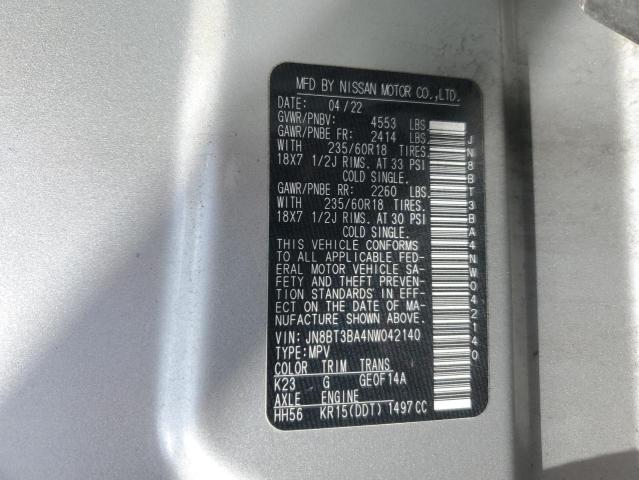 MFD BY NISSAN MOTOR CO.,LTD.
DATE: 04/22
GVWR/PNBV: 4553 LBS
GAWR/PNBE FR: 2414 LBS
WITH 235/60R18 TIRES.
18X7 1/2J RIMS. AT 33 PSI
COLD SINGLE.
GAWR/PNBE RR: 2260 LBS
WITH 235/60R18 TIRES.
18X7 1/2J RIMS. AT 30 PSI
COLD SINGLE.
THIS VEHICLE CONFORMS
TO ALL APPLICABLE FED-
ERAL MOTOR VEHICLE SA-
FETY AND THEFT PREVEN-
TION STANDARDS IN EFF-
ECT ON THE DATE OF MA-
NUFACTURE SHOWN ABOVE.
VIN: JN8BT3BA4NW042140
TYPE:MPV
COLOR TRIM TRANS
K23 G GE0F14A
AXLE ENGINE
HH56 KR15(DDT) 1497CC
JN8BT3BA4NW042140